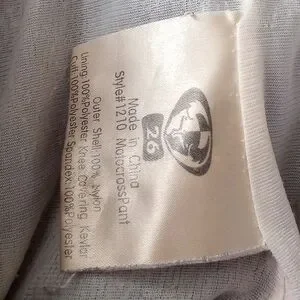 26
Made in China
Style#1210 MotocrossPant
Outer Shell:100% Nylon
Lining:100%Polyester Knee Covering Kevler
Cuff:100%Polyester Spandex:100%Polyester